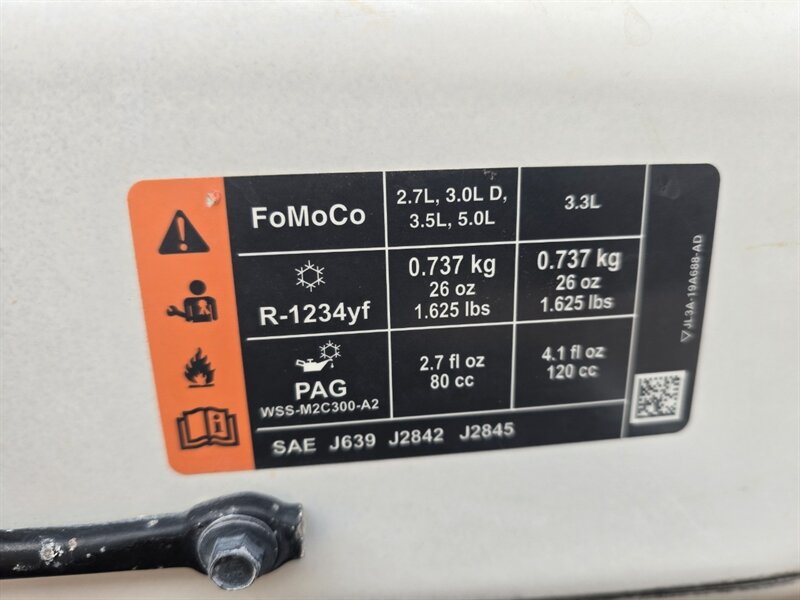 FoMoCo
2.7L, 3.0L D,
3.5L, 5.0L
3.3L
R-1234yf
0.737 kg
26 oz
1.625 lbs
0.737 kg
26 oz
1.625 lbs
PAG
WSS-M2C300-A2
2.7 fl oz
80 cc
4.1 fl oz
120 cc
SAE J639 J2842 J2845
JL3A-19A688-AD